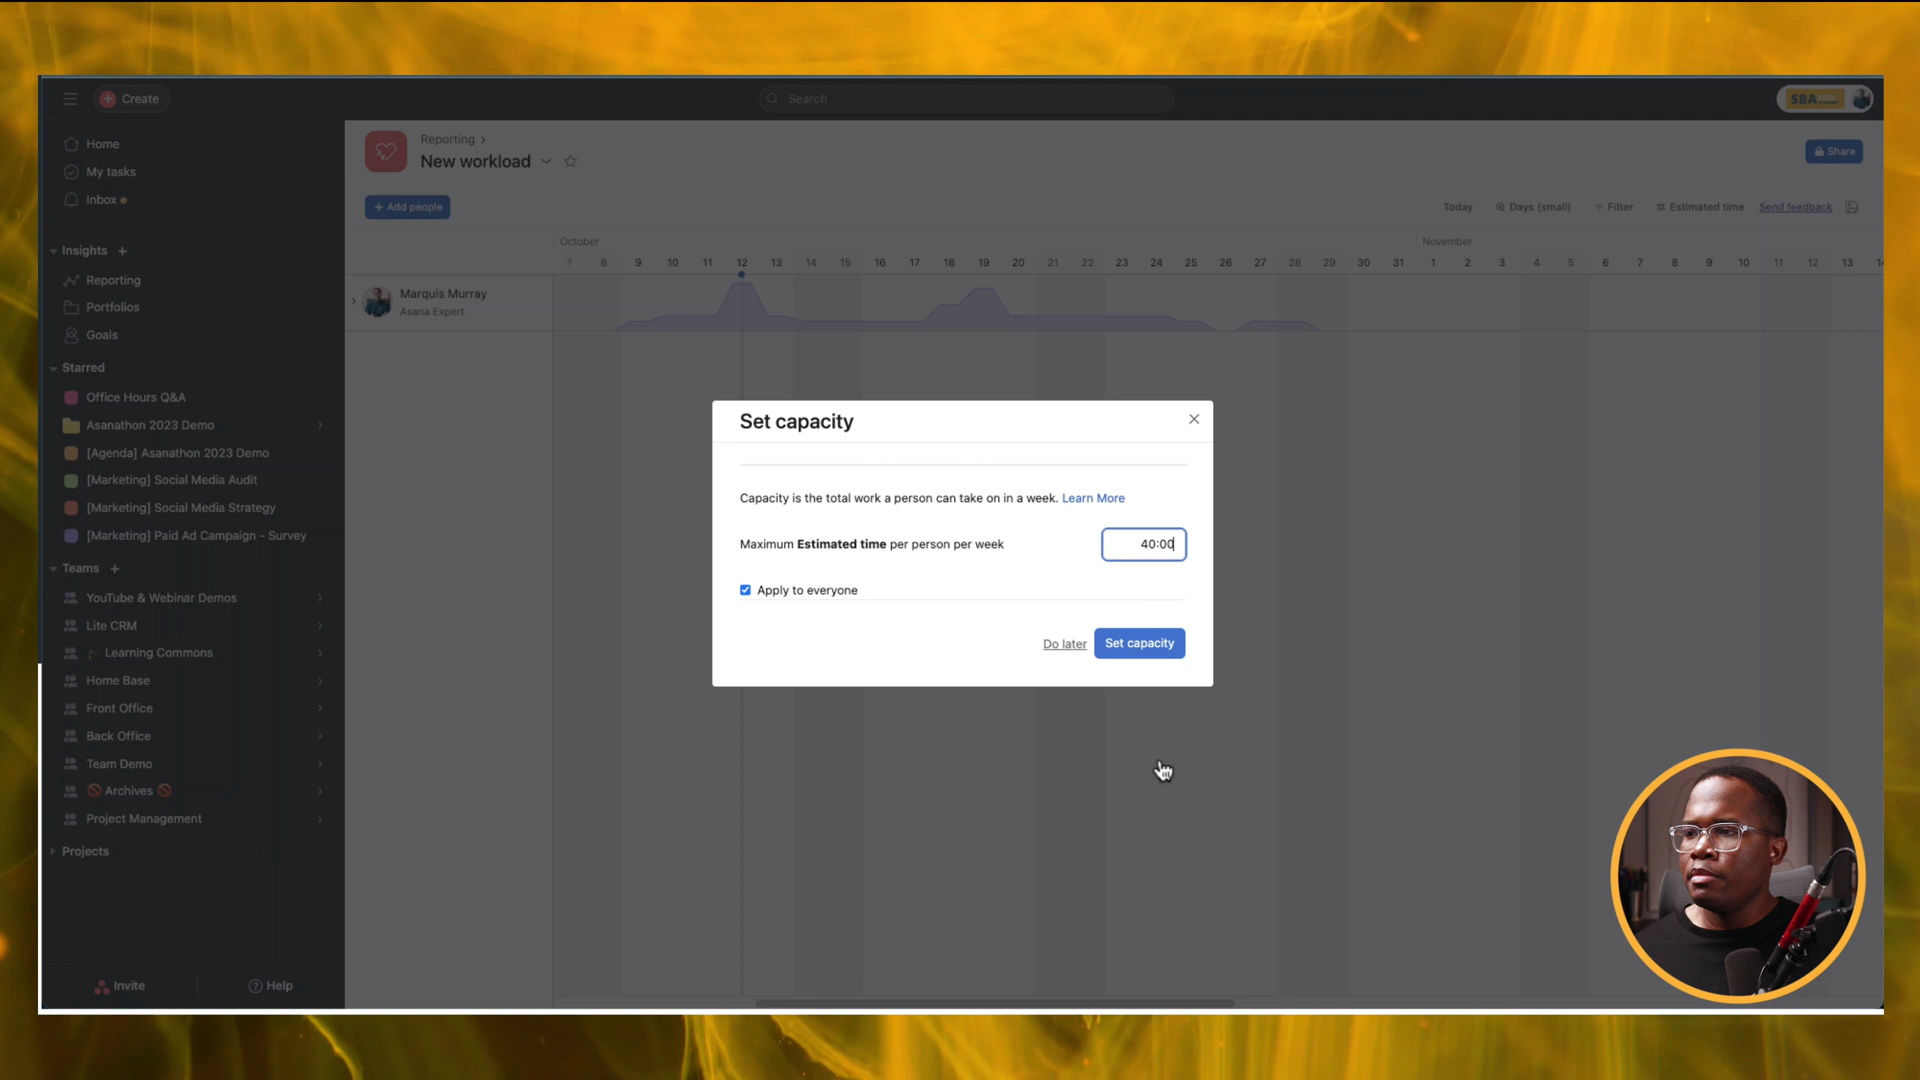 Create
Search
SBA
Home
My tasks
Inbox
Insights +
Reporting
Portfolios
Goals
Starred
Office Hours Q&A
Asanathon 2023 Demo
[Agenda] Asanathon 2023 Demo
[Marketing] Social Media Audit
[Marketing] Social Media Strategy
[Marketing] Paid Ad Campaign - Survey
Teams +
YouTube & Webinar Demos
Lite CRM
Learning Commons
Home Base
Front Office
Back Office
Team Demo
Archives
Project Management
Projects
Invite
Help
Reporting >
New workload
Share
+ Add people
Today
Days (small)
Filter
# Estimated time
Send feedback
October
November
7 8 9 10 11 12 13 14 15 16 17 18 19 20 21 22 23 24 25 26 27 28 29 30 31 1 2 3 4 5 6 7 8 9 10 11 12 13
Marquis Murray
Asana Expert
Set capacity
Capacity is the total work a person can take on in a week. Learn More
Maximum Estimated time per person per week
40:00
Apply to everyone
Do later
Set capacity